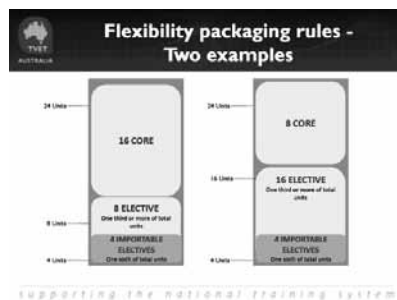 Flexibility packaging rules -
Two examples
TVET
AUSTRALIA
24 Units
16 CORE
8 ELECTIVE
One third or more of total
units
8 Units
4 IMPORTABLE
ELECTIVES
4 Units
One sixth of total units
24 Units
8 CORE
16 Units
16 ELECTIVE
One third or more of total
units
4 IMPORTABLE
ELECTIVES
4 Units
One sixth of total units
supporting the national training system